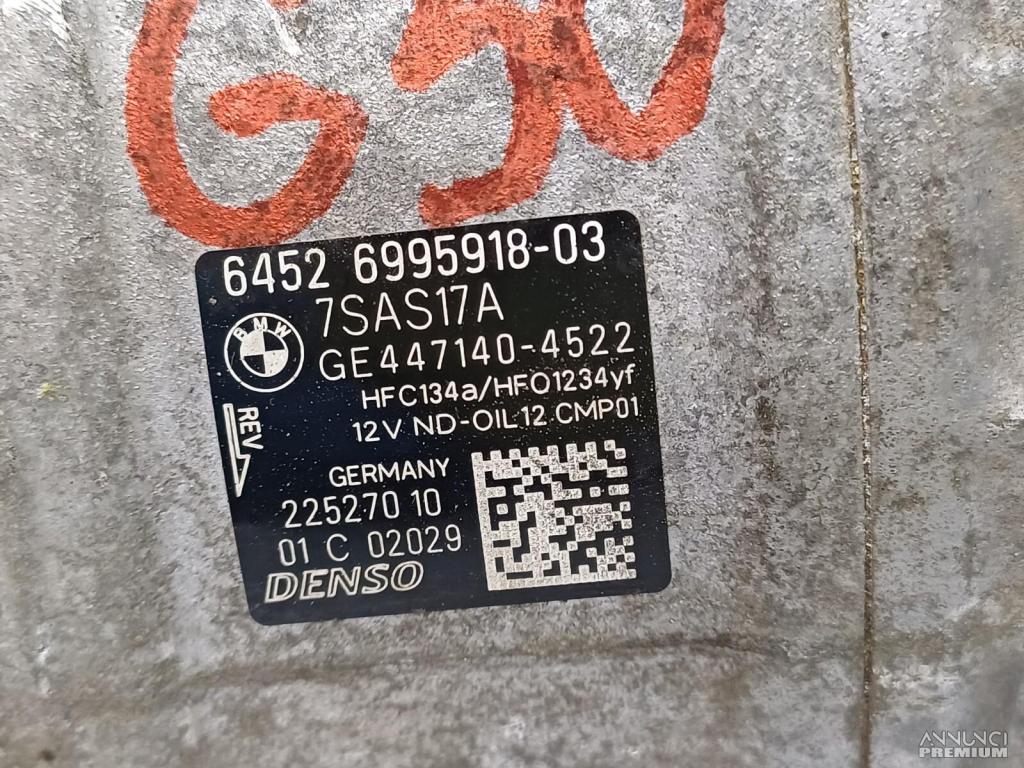 G30
6452 6995918-03
7SAS17A
BMW
GE447140-4522
HFC134a/HFO1234yf
12V ND-OIL12 CMP01
REV
GERMANY
225270 10
01 C 02029
DENSO
ANNUNCI
PREMIUM